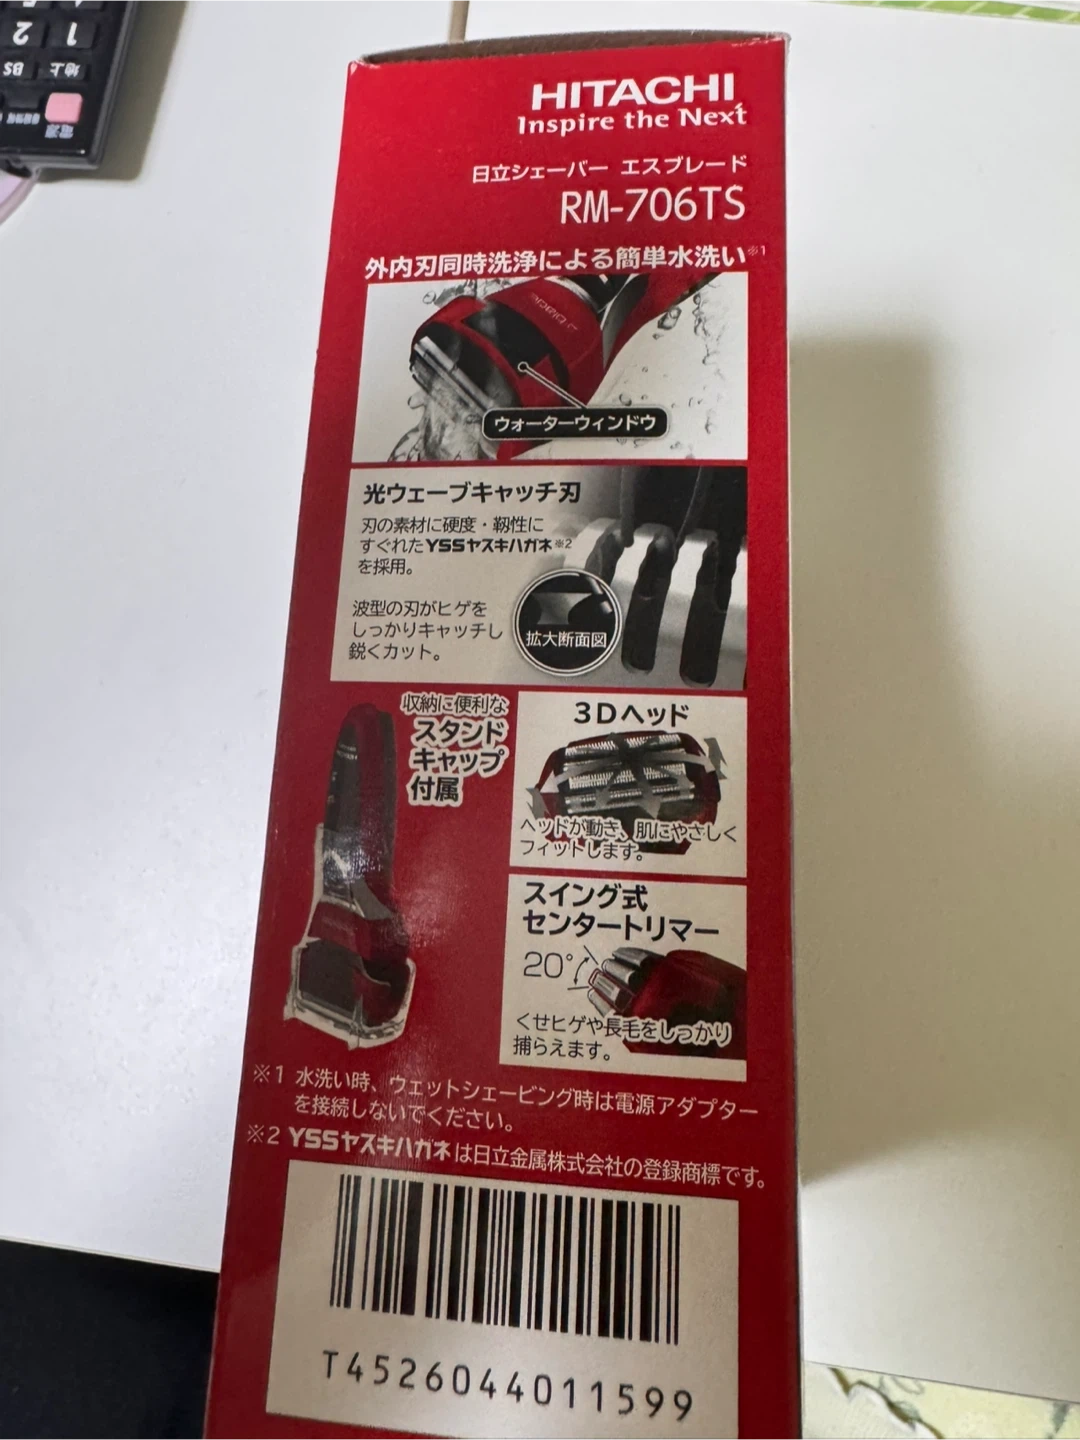 HITACHI
Inspire the Next
日立シェーバー エスブレード
RM-706TS
外内刃同時洗浄による簡単水洗い※1
ウォーターウィンドウ
光ウェーブキャッチ刃
刃の素材に硬度・靱性に
すぐれたYSSヤスキハガネ※2
を採用。
波型の刃がヒゲを
しっかりキャッチし
鋭くカット。
拡大断面図
収納に便利な
スタンド
キャップ
付属
3Dヘッド
ヘッドが動き、肌にやさしく
フィットします。
スイング式
センタートリマー
20°
くせヒゲや長毛をしっかり
捕らえます。
※1 水洗い時、ウェットシェービング時は電源アダプター
を接続しないでください。
※2 YSSヤスキハガネは日立金属株式会社の登録商標です。
T4526044011599
1
2
地上
BS
電源